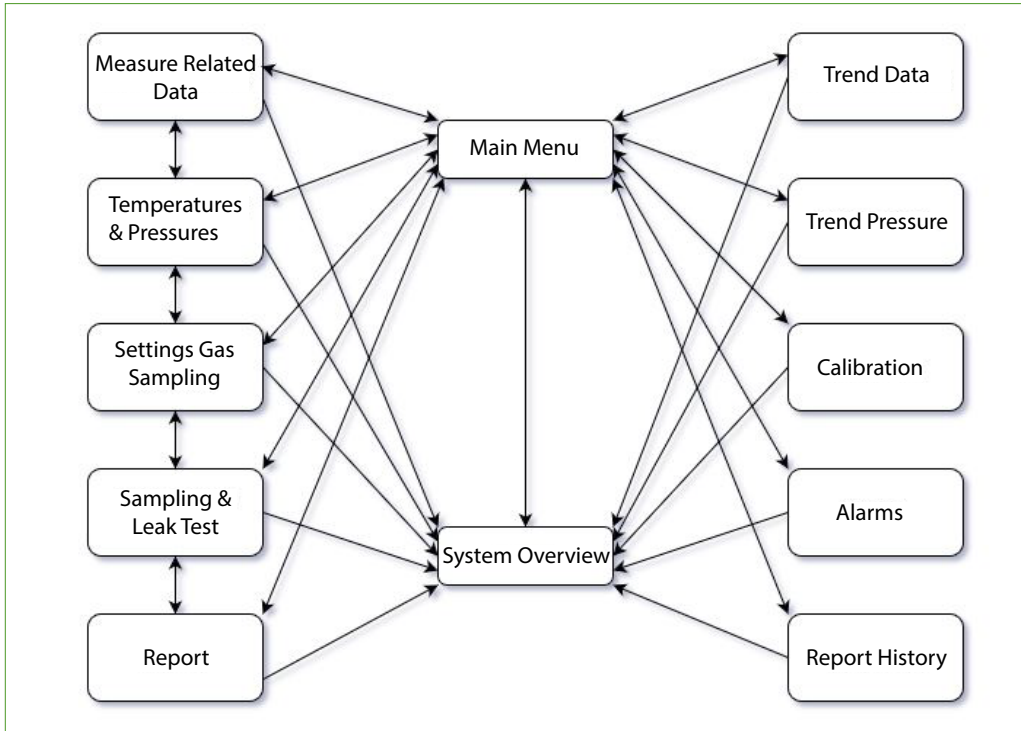 Measure Related
Data
Trend Data
Main Menu
Temperatures
& Pressures
Trend Pressure
Settings Gas
Sampling
Calibration
Sampling &
Leak Test
Alarms
System Overview
Report
Report History